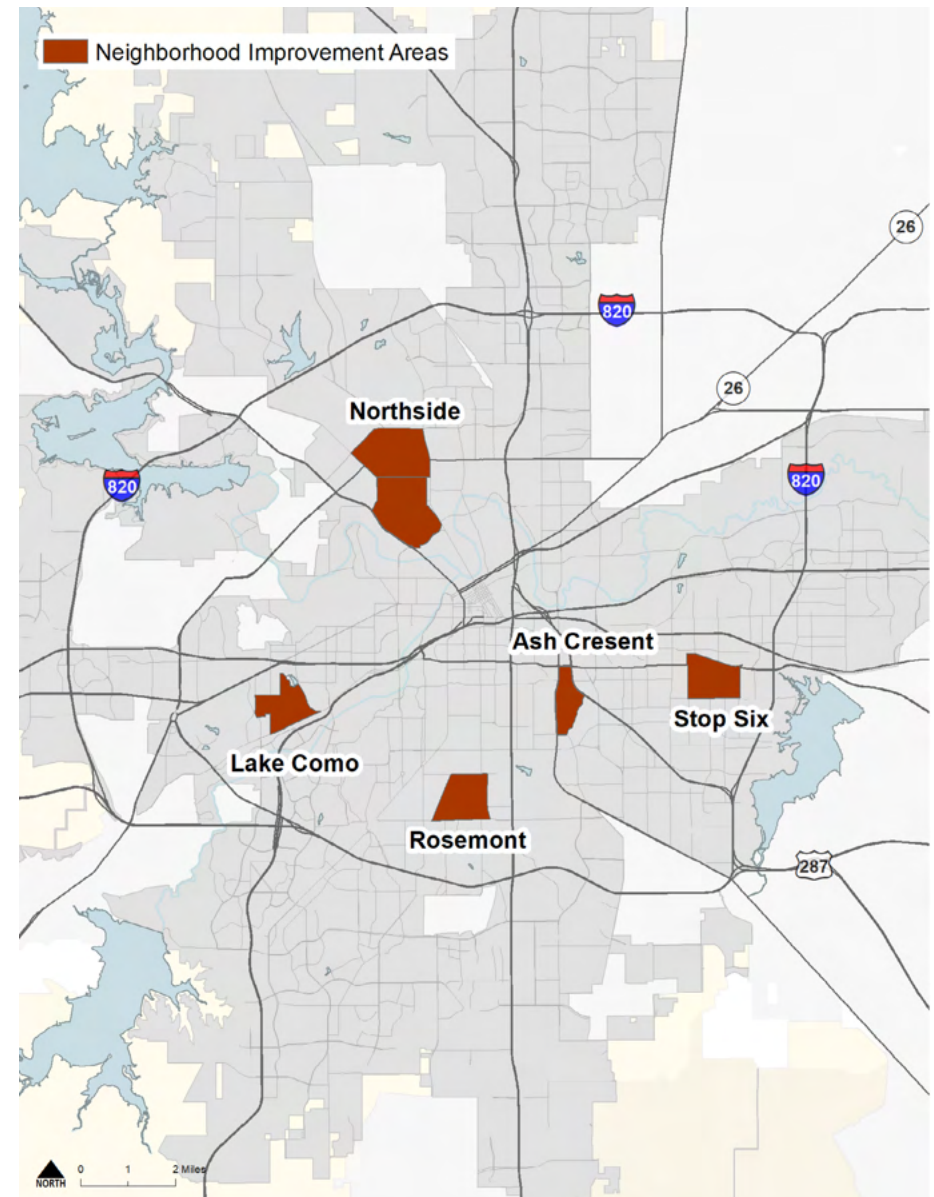 Neighborhood Improvement Areas
26
820
26
Northside
820
820
Ash Cresent
Stop Six
Lake Como
Rosemont
287
NORTH
0 1 2 Miles